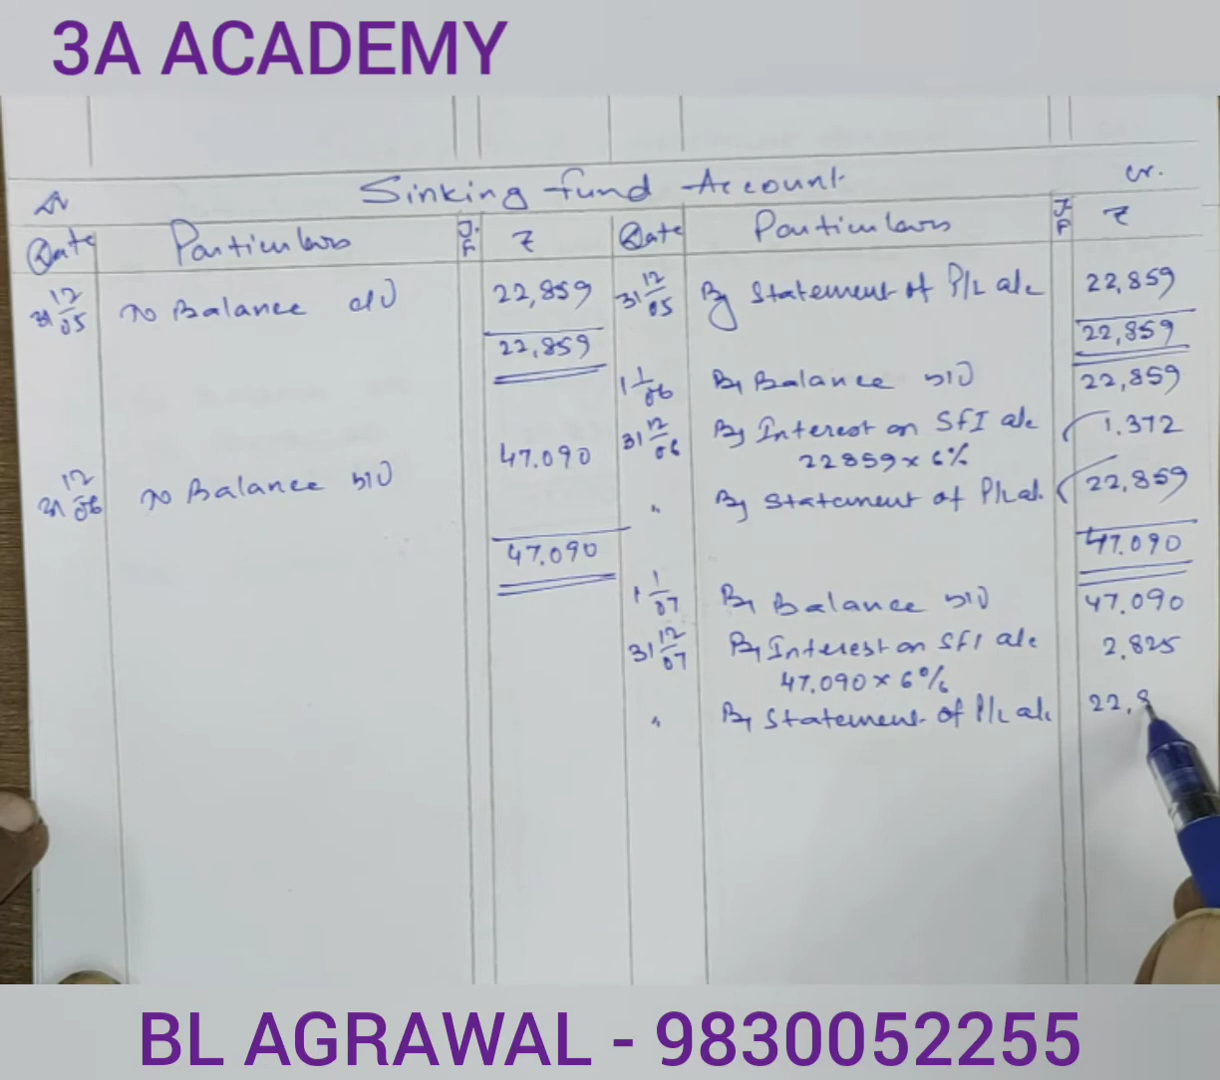 3A ACADEMY
Dr Sinking fund Account cr.
Date Particulars J.F ₹ Date Particulars J.F ₹
31 12/05 To Balance c/D 22,859 31 12/05 By Statement of P/L a/c 22,859
22,859 22,859
1 1/06 By Balance b/D 22,859
31 12/06 By Interest on SFI a/c 1.372
47.090 22859 x 6%
31 12/06 To Balance b/D " By Statement of P/L a/c. 22,859
47.090 47.090
1 1/07 By Balance b/D 47.090
31 12/07 By Interest on SFI a/c 2.825
47.090 x 6%
" By Statement of P/L a/c 22,8
BL AGRAWAL - 9830052255